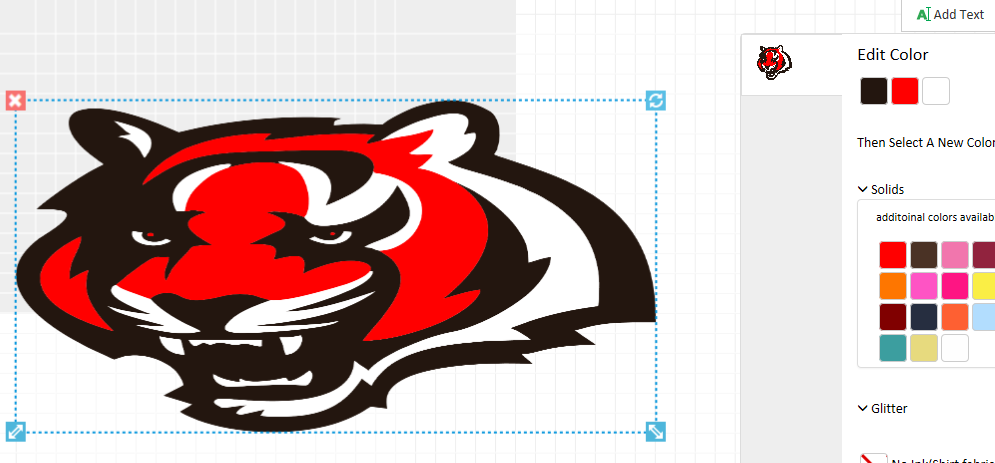 Add Text
Edit Color
Then Select A New Color
Solids
additoinal colors availab
Glitter
No Ink/Shirt fabric